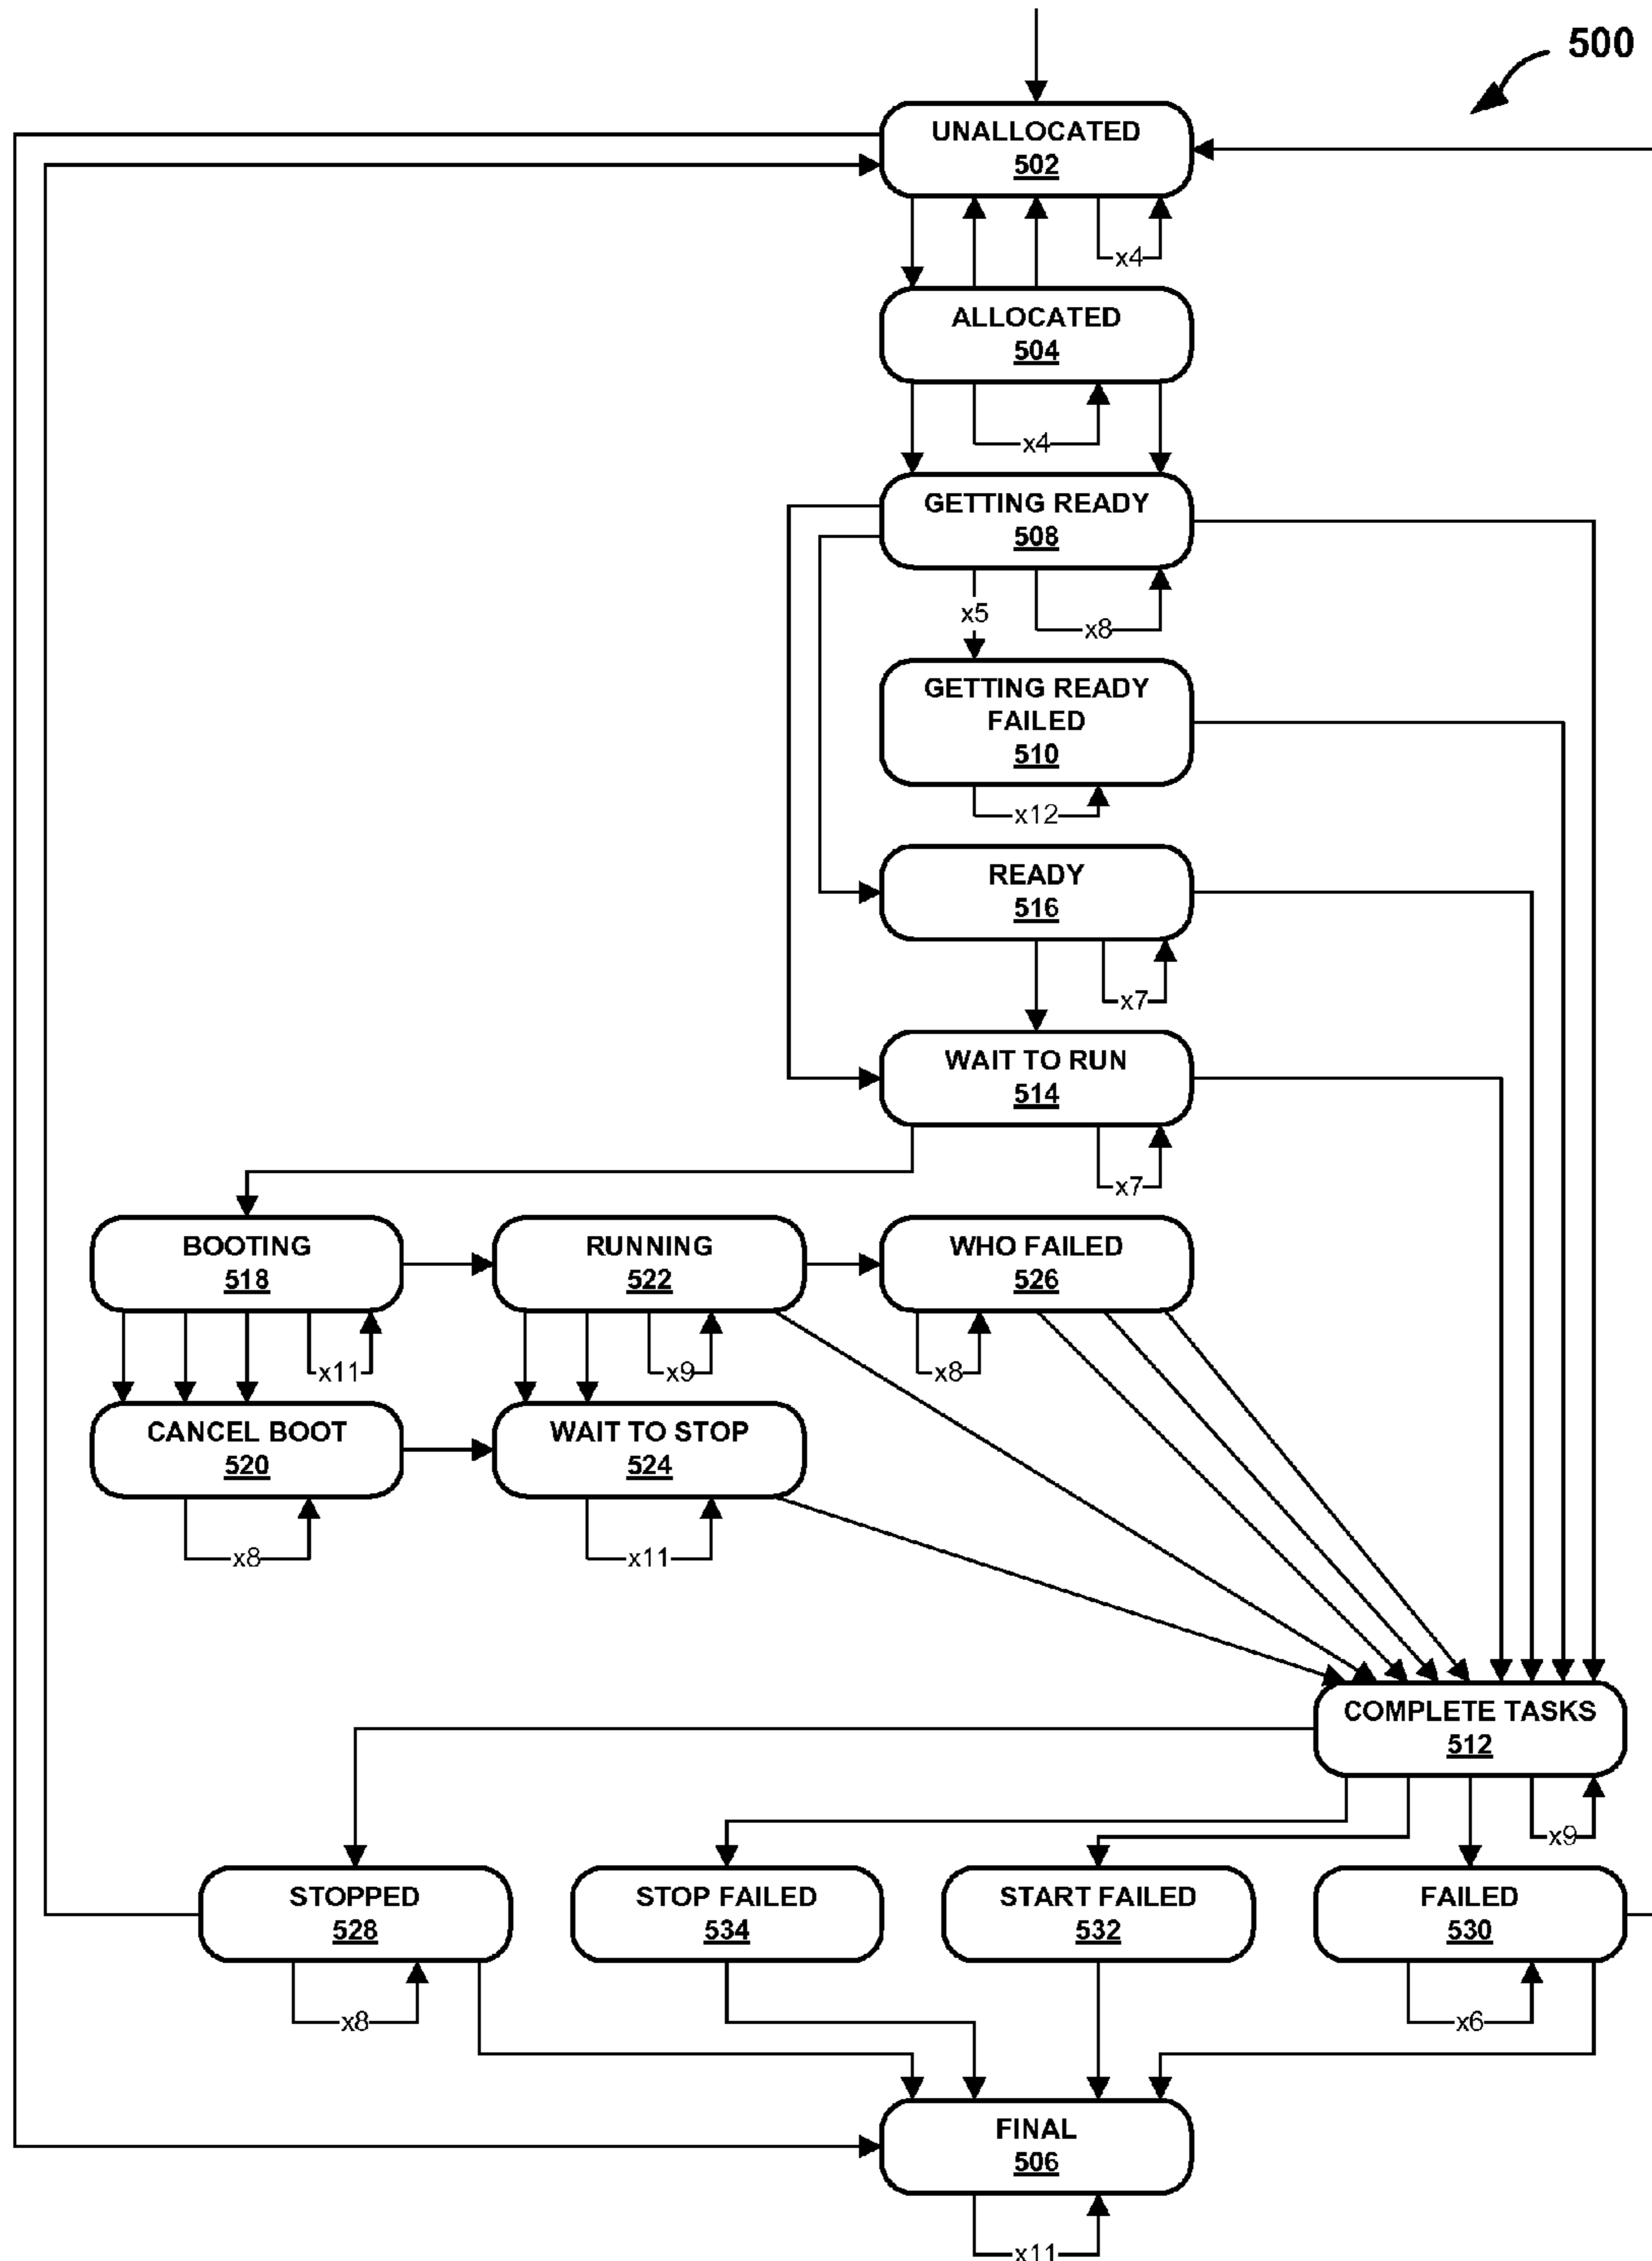 500
UNALLOCATED
502
x4
ALLOCATED
504
x4
GETTING READY
508
x5
x8
GETTING READY
FAILED
510
x12
READY
516
x7
WAIT TO RUN
514
x7
BOOTING
518
RUNNING
522
WHO FAILED
526
x11
x9
x8
CANCEL BOOT
520
WAIT TO STOP
524
x8
x11
COMPLETE TASKS
512
x9
STOPPED
528
STOP FAILED
534
START FAILED
532
FAILED
530
x8
x6
FINAL
506
x11